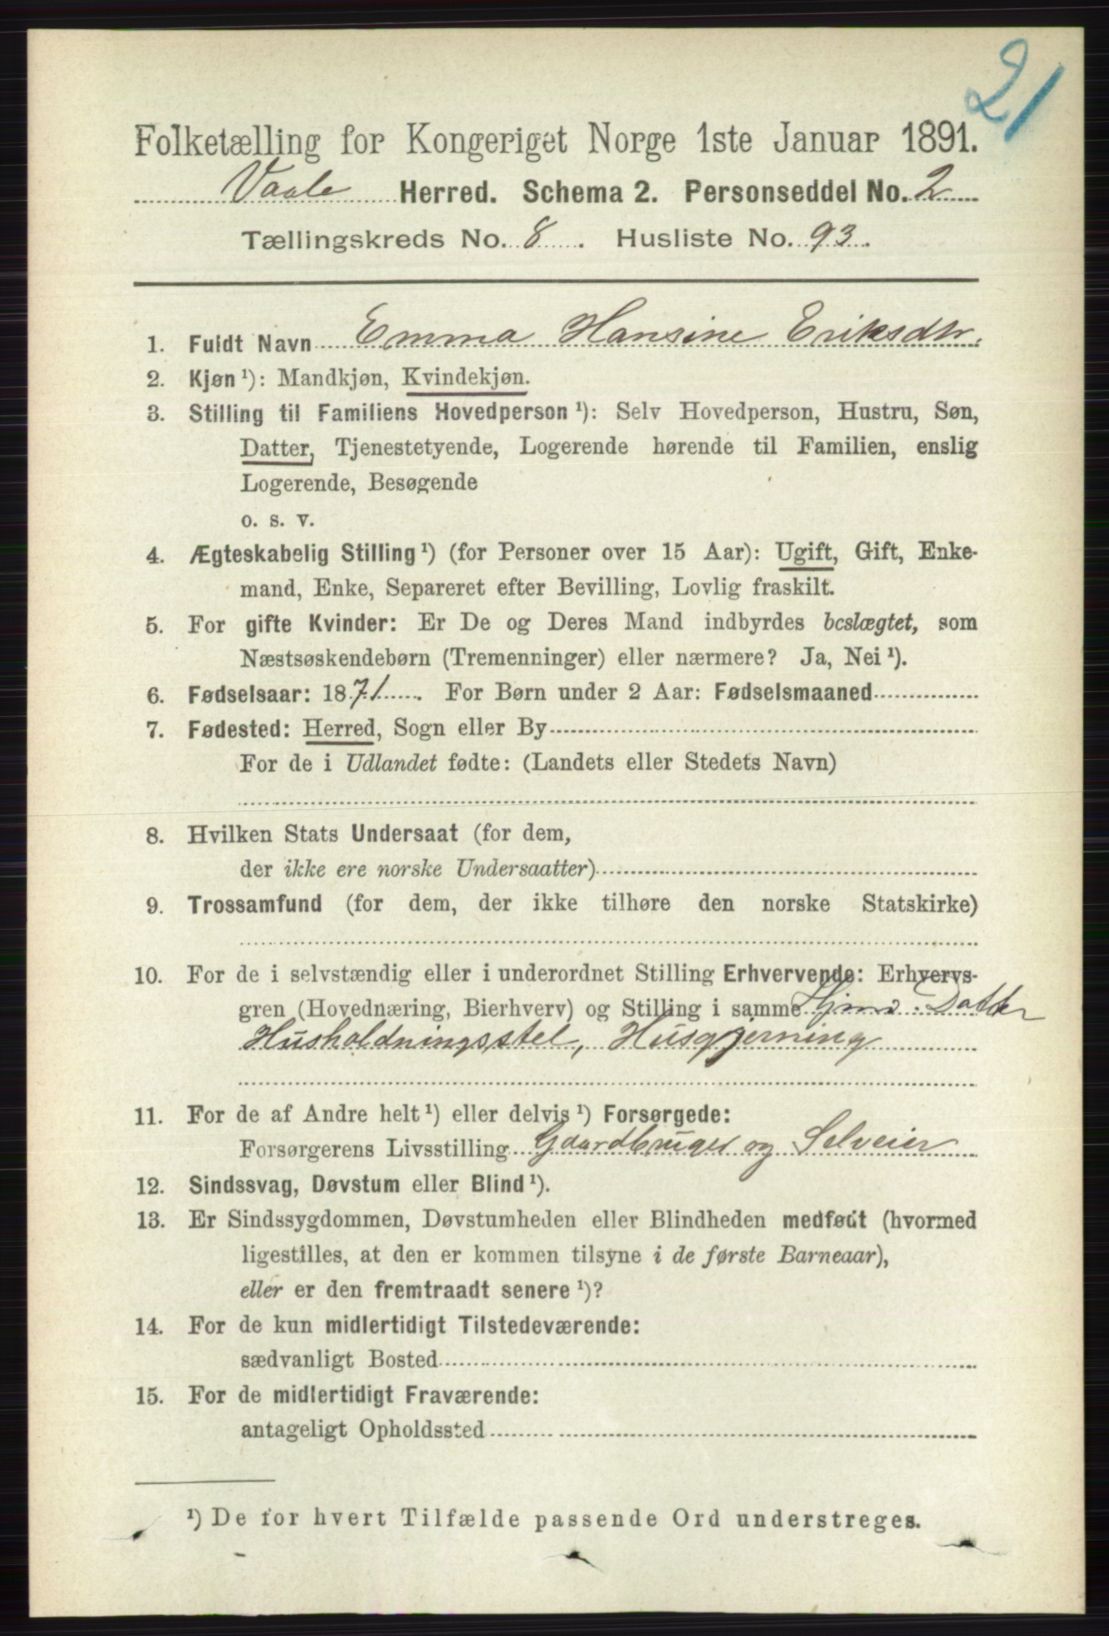 21
Folketælling for Kongeriget Norge 1ste Januar 1891.
Vaale Herred. Schema 2. Personseddel No. 2
Tællingskreds No. 8. Husliste No. 93.
1. Fuldt Navn Emma Hansine Eriksdtr.
2. Kjøn ¹): Mandkjøn, Kvindekjøn.
3. Stilling til Familiens Hovedperson ¹): Selv Hovedperson, Hustru, Søn,
Datter, Tjenestetyende, Logerende hørende til Familien, enslig
Logerende, Besøgende
o. s. v.
4. Ægteskabelig Stilling ¹) (for Personer over 15 Aar): Ugift, Gift, Enke-
mand, Enke, Separeret efter Bevilling, Lovlig fraskilt.
5. For gifte Kvinder: Er De og Deres Mand indbyrdes beslægtet, som
Næstsøskendebørn (Tremenninger) eller nærmere? Ja, Nei ¹).
6. Fødselsaar: 1871. For Børn under 2 Aar: Fødselsmaaned
7. Fødested: Herred, Sogn eller By
For de i Udlandet fødte: (Landets eller Stedets Navn)
8. Hvilken Stats Undersaat (for dem,
der ikke ere norske Undersaatter)
9. Trossamfund (for dem, der ikke tilhøre den norske Statskirke)
10. For de i selvstændig eller i underordnet Stilling Erhvervende: Erhvervs-
gren (Hovednæring, Bierhverv) og Stilling i samme Datter
Husholdningsstel, Husgjerning
11. For de af Andre helt ¹) eller delvis ¹) Forsørgede:
Forsørgerens Livsstilling Gaardbruger og Selveier
12. Sindssvag, Døvstum eller Blind ¹).
13. Er Sindssygdommen, Døvstumheden eller Blindheden medfødt (hvormed
ligestilles, at den er kommen tilsyne i de første Barneaar),
eller er den fremtraadt senere ¹)?
14. For de kun midlertidigt Tilstedeværende:
sædvanligt Bosted
15. For de midlertidigt Fraværende:
antageligt Opholdssted
¹) De for hvert Tilfælde passende Ord understreges.